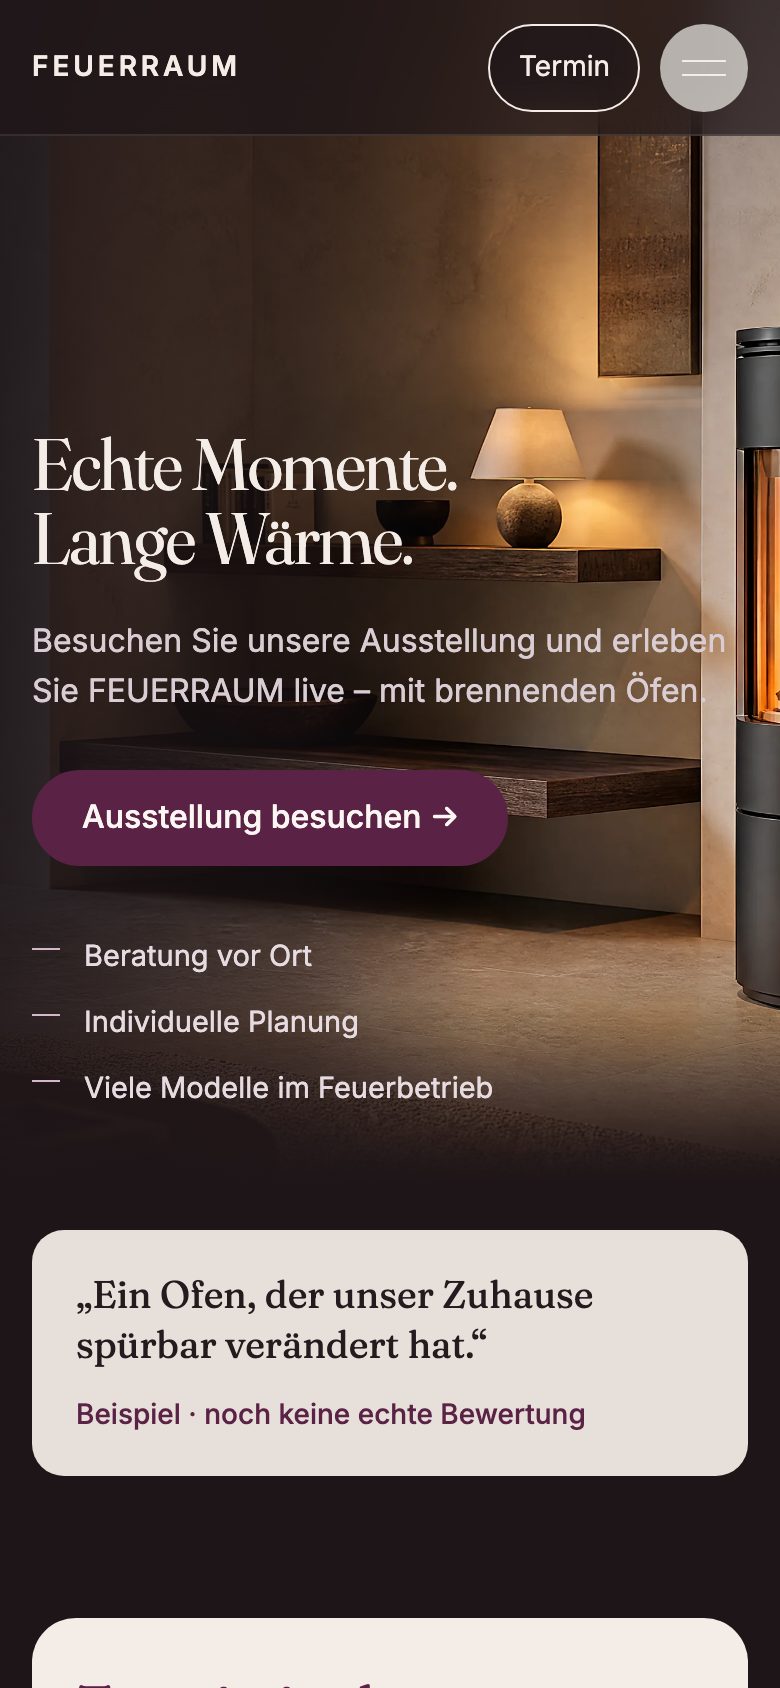 FEUERRAUM
Termin
Echte Momente.
Lange Wärme.
Besuchen Sie unsere Ausstellung und erleben
Sie FEUERRAUM live – mit brennenden Öfen.
Ausstellung besuchen →
— Beratung vor Ort
— Individuelle Planung
— Viele Modelle im Feuerbetrieb
„Ein Ofen, der unser Zuhause
spürbar verändert hat.“
Beispiel · noch keine echte Bewertung